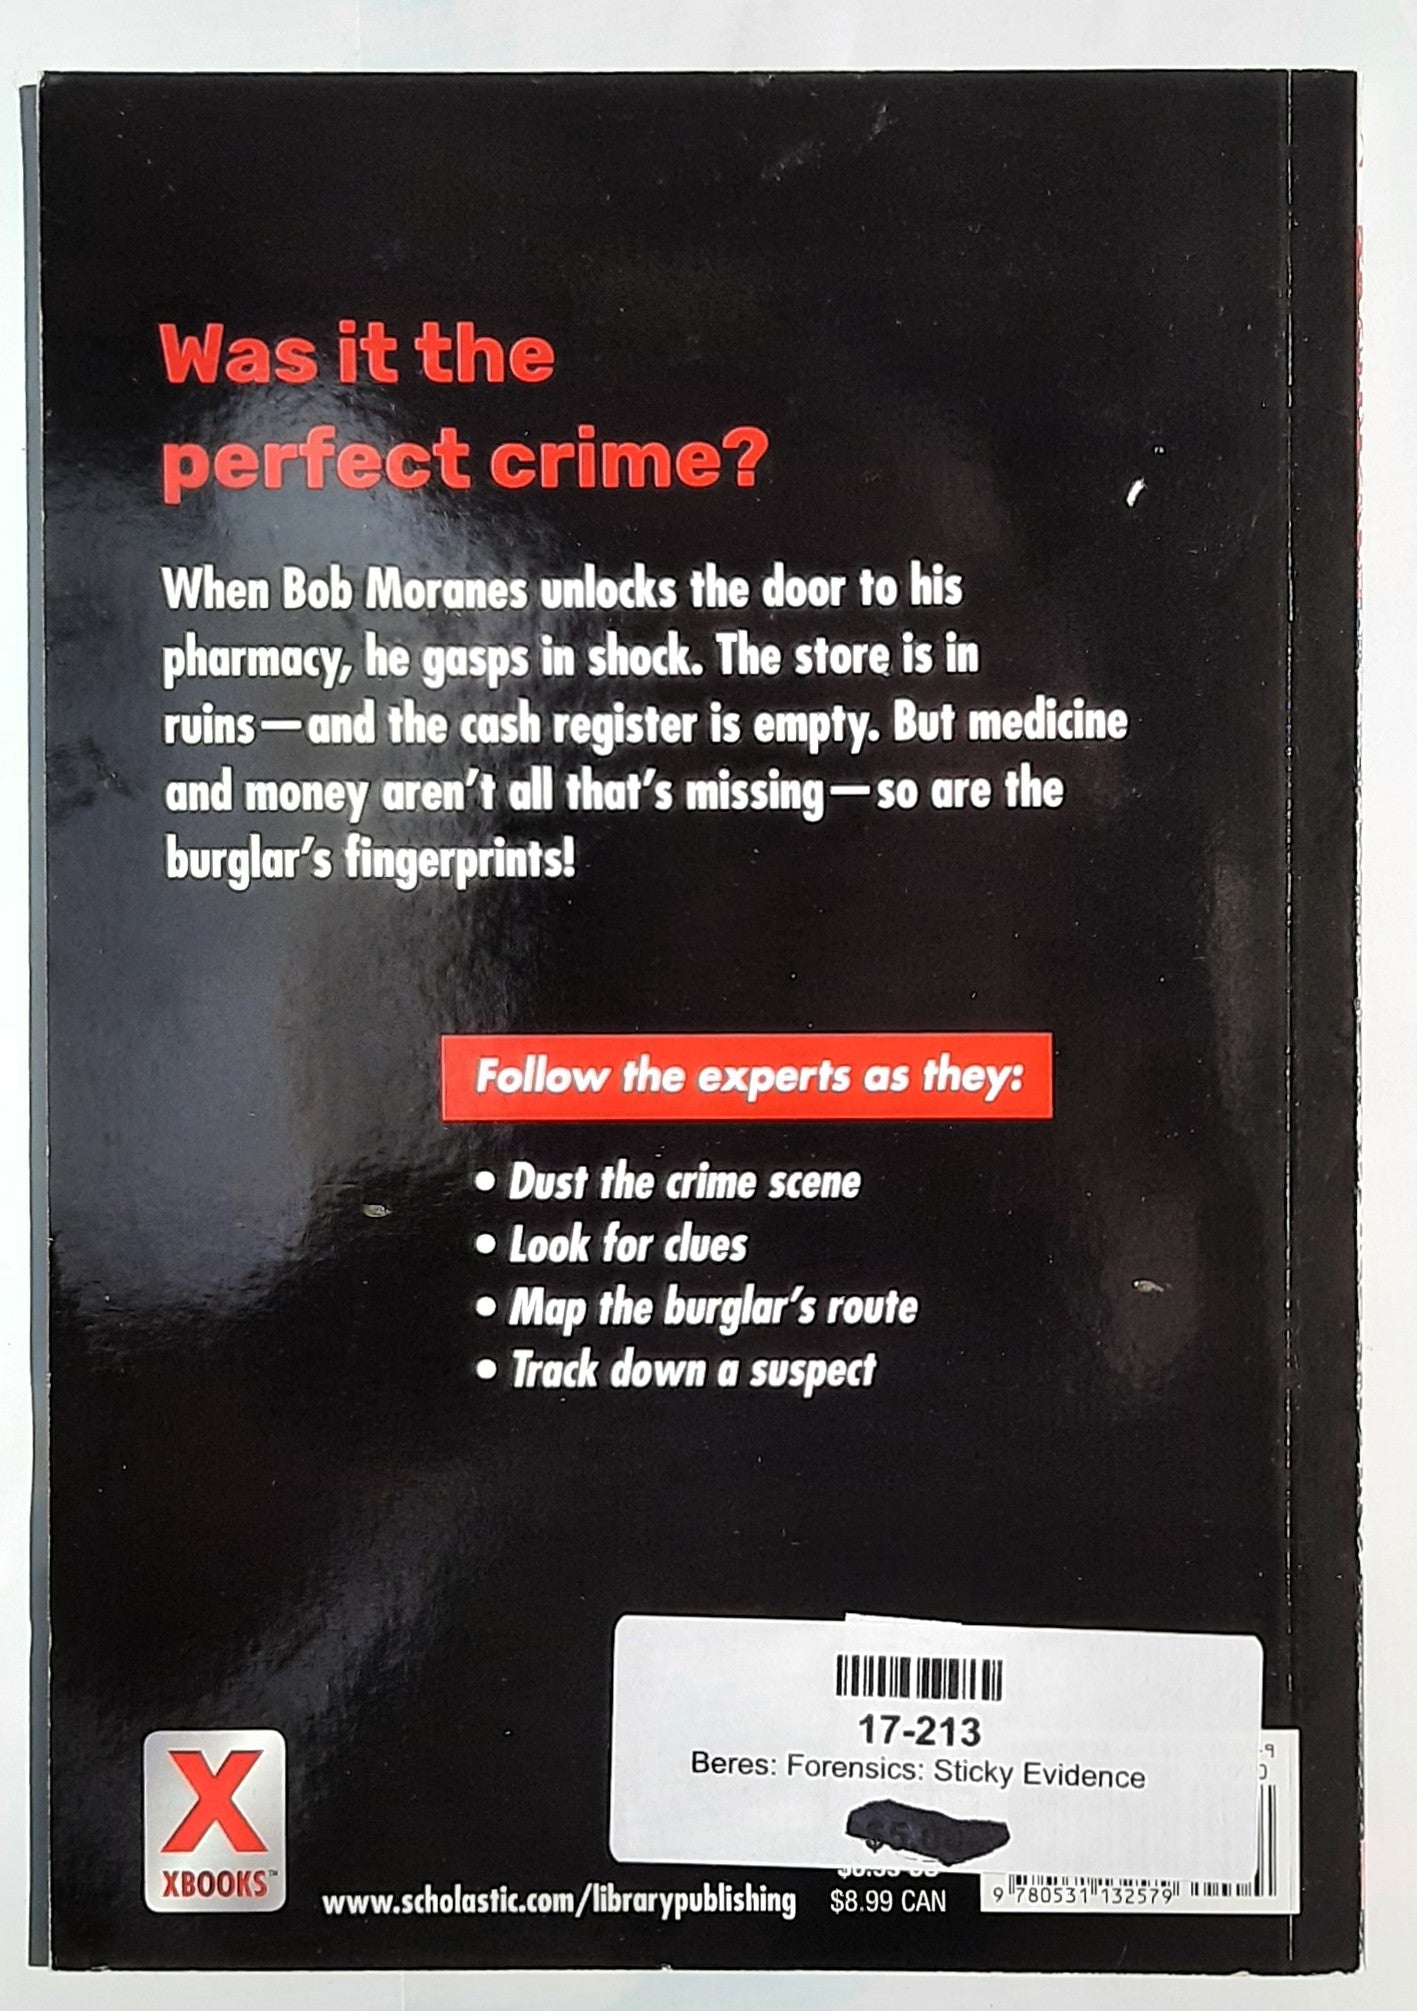 Was it the
perfect crime?
When Bob Moranes unlocks the door to his
pharmacy, he gasps in shock. The store is in
ruins—and the cash register is empty. But medicine
and money aren't all that's missing—so are the
burglar's fingerprints!
Follow the experts as they:
• Dust the crime scene
• Look for clues
• Map the burglar's route
• Track down a suspect
17-213
Beres: Forensics: Sticky Evidence
X
XBOOKS™
www.scholastic.com/librarypublishing
$8.99 CAN
9 780531 132579